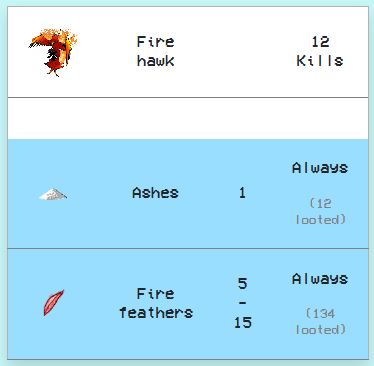 Fire
hawk
12
Kills
Ashes
1
Always
(12
looted)
Fire
feathers
5
-
15
Always
(134
looted)